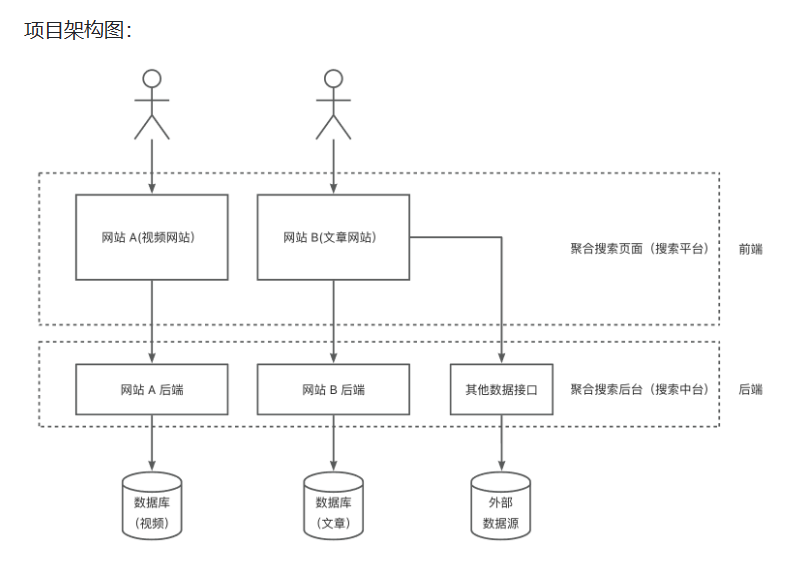 项目架构图：
网站 A(视频网站)
网站 B(文章网站)
聚合搜索页面（搜索平台）
前端
网站 A 后端
网站 B 后端
其他数据接口
聚合搜索后台（搜索中台）
后端
数据库
（视频）
数据库
（文章）
外部
数据源